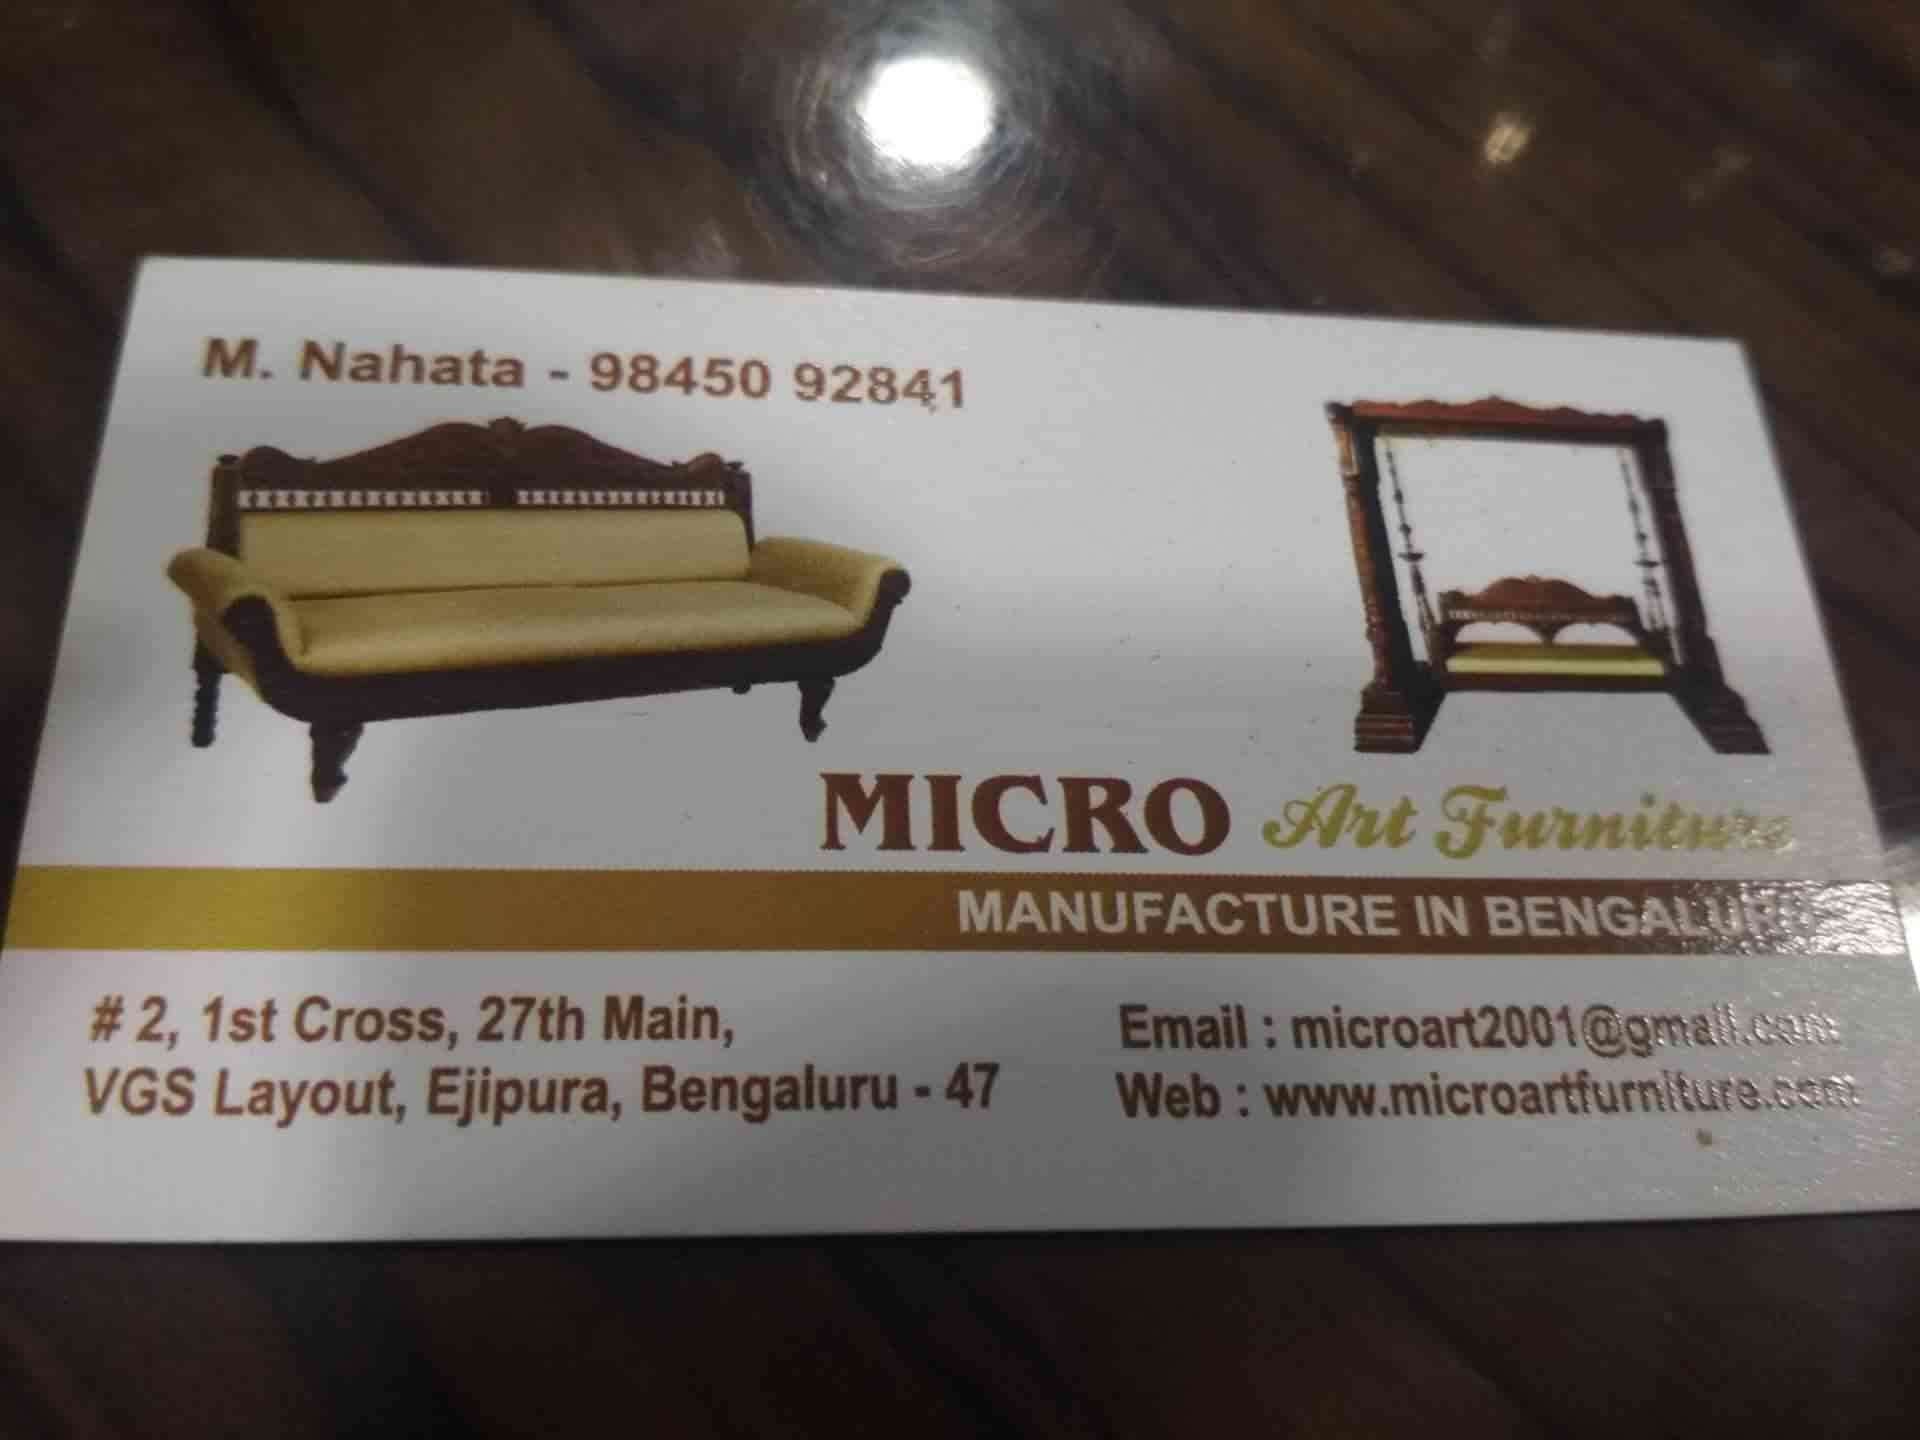 M. Nahata - 98450 92841
MICRO Art Furniture
MANUFACTURE IN BENGALURU
# 2, 1st Cross, 27th Main,
VGS Layout, Ejipura, Bengaluru - 47
Email : microart2001@gmail.com
Web : www.microartfurniture.com